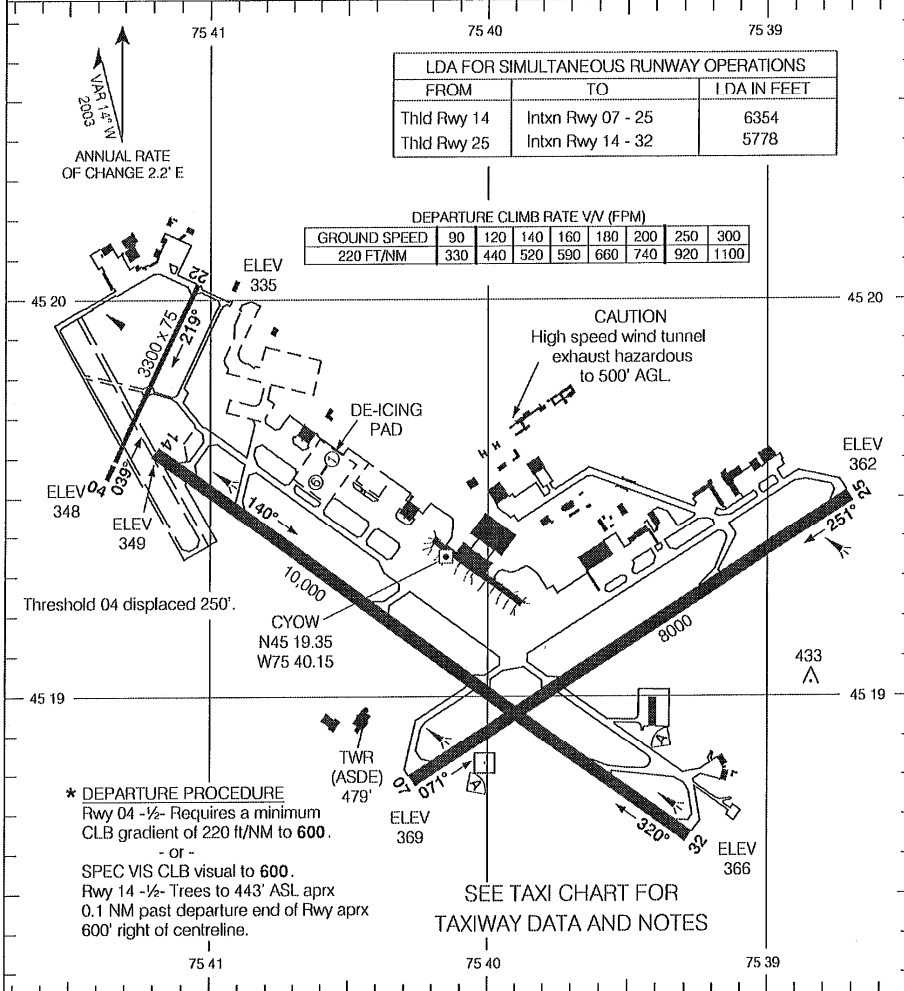 75 41
75 40
75 39
VAR 14° W
2003
ANNUAL RATE
OF CHANGE 2.2' E
LDA FOR SIMULTANEOUS RUNWAY OPERATIONS
FROM TO LDA IN FEET
Thld Rwy 14 Intxn Rwy 07 - 25 6354
Thld Rwy 25 Intxn Rwy 14 - 32 5778
DEPARTURE CLIMB RATE V/V (FPM)
GROUND SPEED 90 120 140 160 180 200 250 300
220 FT/NM 330 440 520 590 660 740 920 1100
22
ELEV
335
45 20
45 20
3300 x 75
219°
CAUTION
High speed wind tunnel
exhaust hazardous
to 500' AGL.
DE-ICING
PAD
H H
14
039°
04
ELEV
348
ELEV
349
ELEV
362
25
251°
140°
10,000
8000
Threshold 04 displaced 250'.
CYOW
N45 19.35
W75 40.15
433
45 19
45 19
TWR
(ASDE)
479'
07
071°
A
A
ELEV
369
320°
32
ELEV
366
* DEPARTURE PROCEDURE
Rwy 04 -½- Requires a minimum
CLB gradient of 220 ft/NM to 600.
- or -
SPEC VIS CLB visual to 600.
Rwy 14 -½- Trees to 443' ASL aprx
0.1 NM past departure end of Rwy aprx
600' right of centreline.
SEE TAXI CHART FOR
TAXIWAY DATA AND NOTES
75 41
75 40
75 39